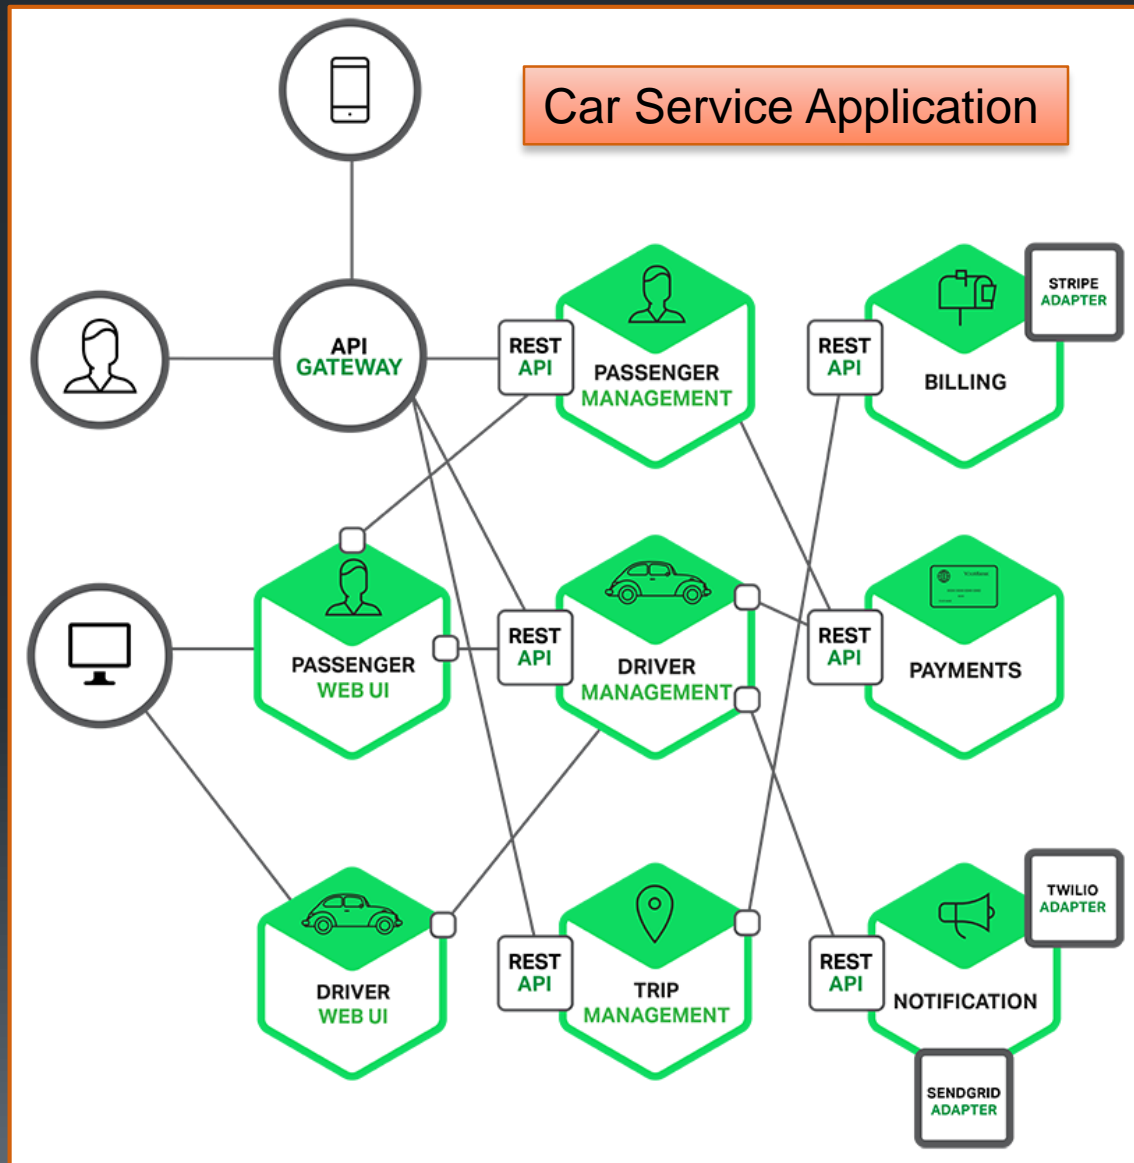 Car Service Application
API
GATEWAY
REST
API
PASSENGER
MANAGEMENT
REST
API
BILLING
STRIPE
ADAPTER
PASSENGER
WEB UI
REST
API
DRIVER
MANAGEMENT
REST
API
PAYMENTS
DRIVER
WEB UI
REST
API
TRIP
MANAGEMENT
REST
API
NOTIFICATION
TWILIO
ADAPTER
SENDGRID
ADAPTER